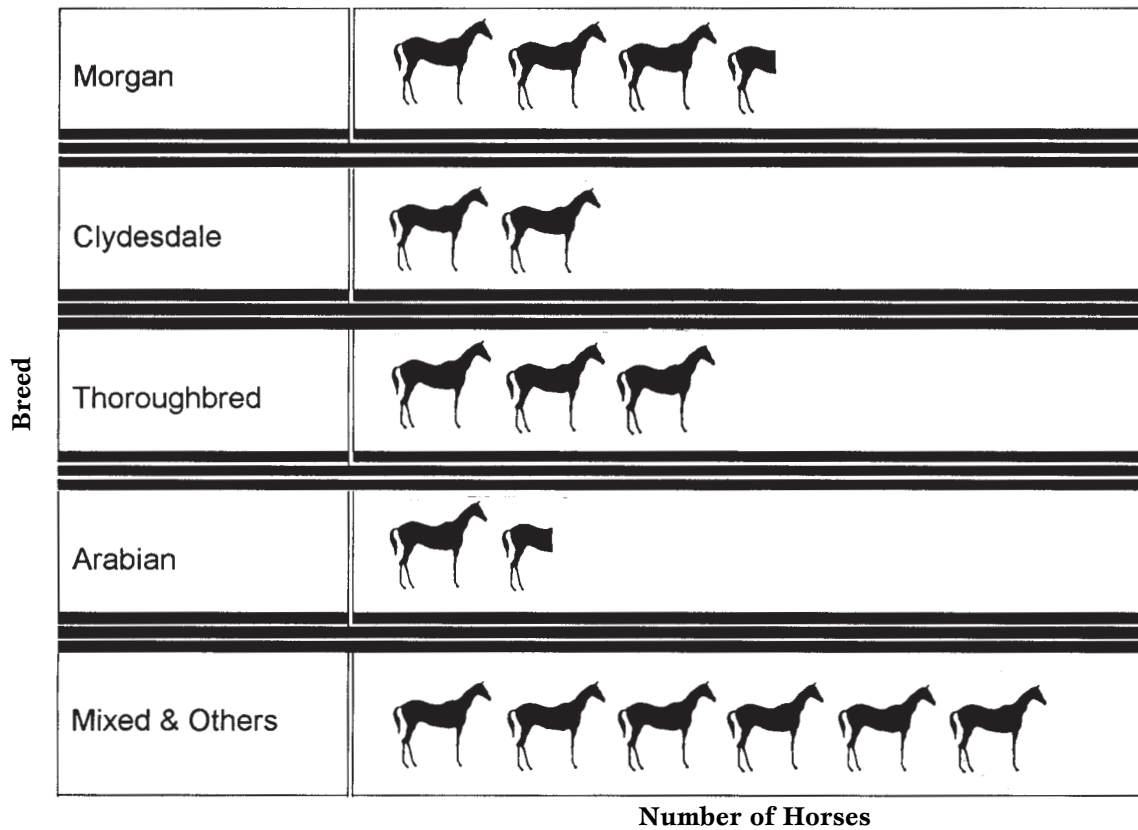 Breed
Morgan
Clydesdale
Thoroughbred
Arabian
Mixed & Others
Number of Horses